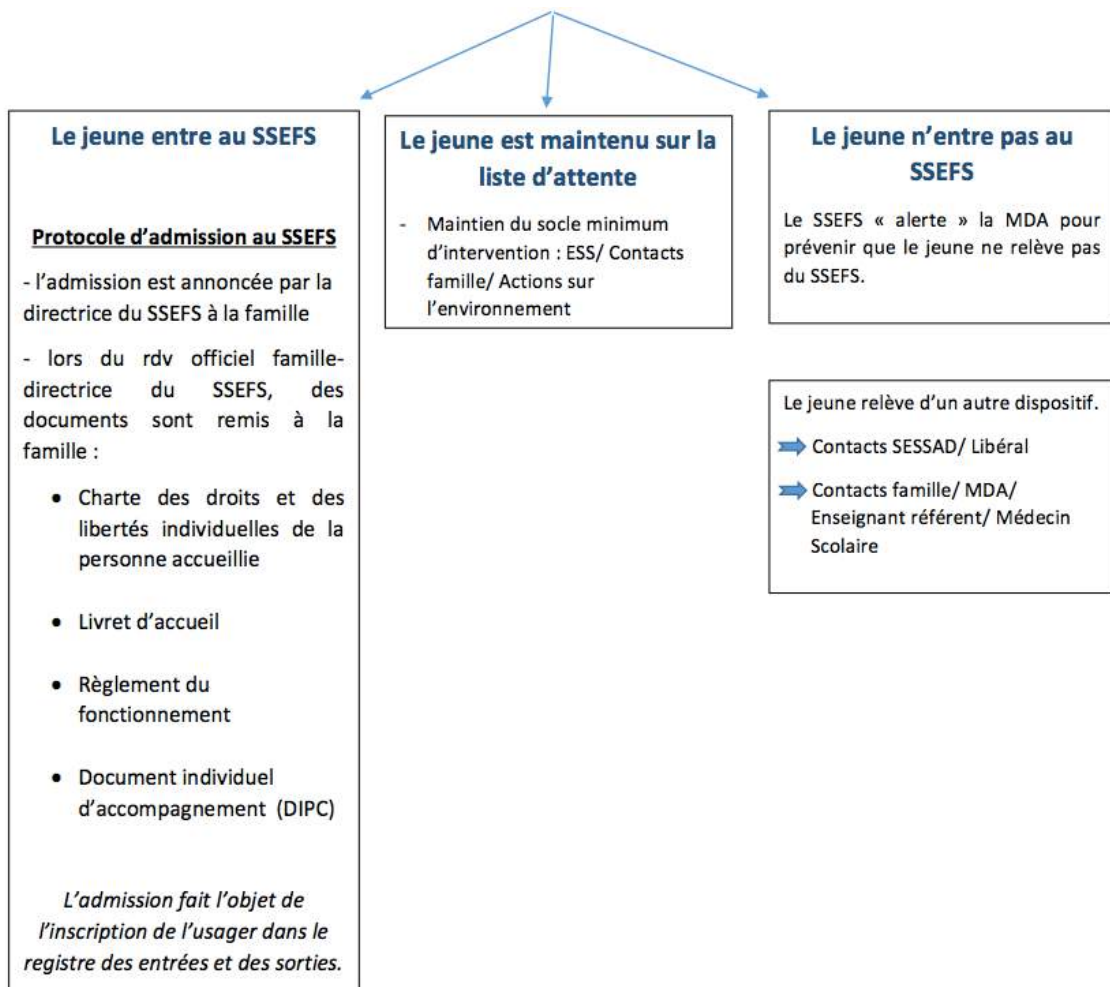 Le jeune entre au SSEFS
Protocole d'admission au SSEFS
- l'admission est annoncée par la
directrice du SSEFS à la famille
- lors du rdv officiel famille-
directrice du SSEFS, des
documents sont remis à la
famille :
• Charte des droits et des
libertés individuelles de la
personne accueillie
• Livret d'accueil
• Règlement du
fonctionnement
• Document individuel
d'accompagnement (DIPC)
L'admission fait l'objet de
l'inscription de l'usager dans le
registre des entrées et des sorties.
Le jeune est maintenu sur la
liste d'attente
- Maintien du socle minimum
d'intervention : ESS/ Contacts
famille/ Actions sur
l'environnement
Le jeune n'entre pas au
SSEFS
Le SSEFS « alerte » la MDA pour
prévenir que le jeune ne relève pas
du SSEFS.
Le jeune relève d'un autre dispositif.
Contacts SESSAD/ Libéral
Contacts famille/ MDA/
Enseignant référent/ Médecin
Scolaire